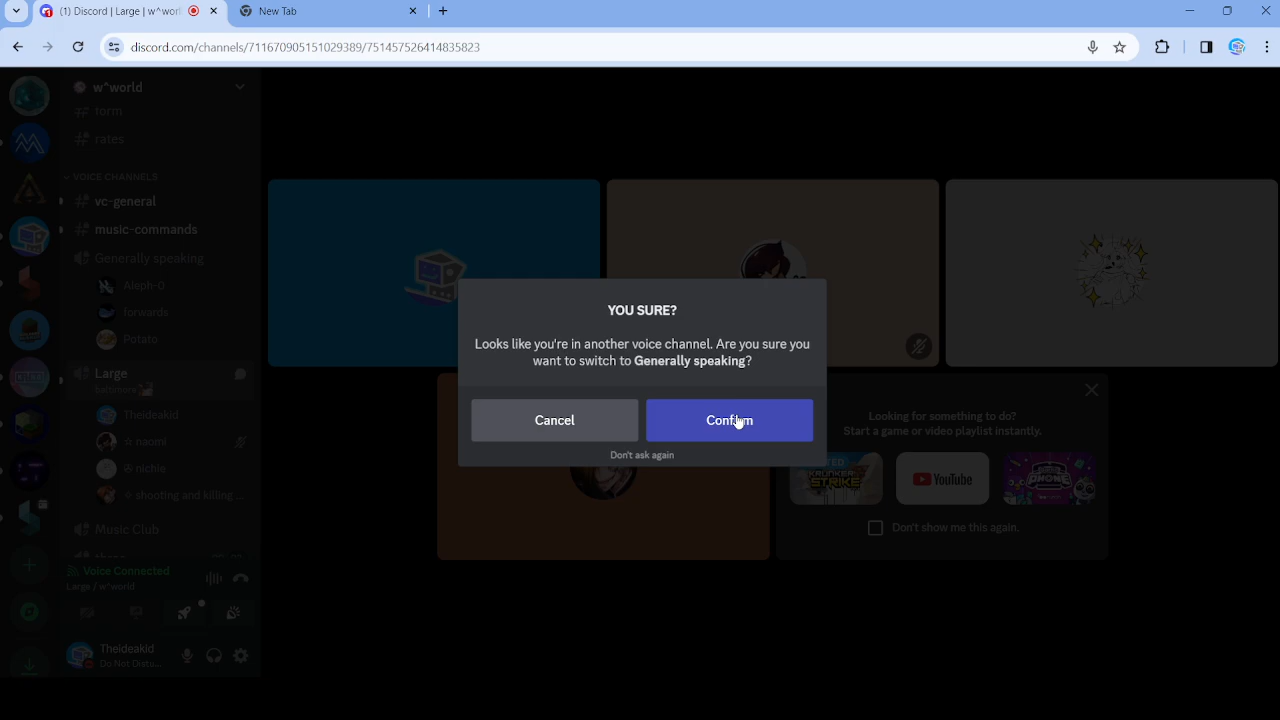 (1) Discord | Large | w^worl
New Tab
discord.com/channels/711670905151029389/751457526414835823
w^world
form
rates
VOICE CHANNELS
vc-general
music-commands
Generally speaking
Aleph-0
forwards
Potato
Large
baltimore
Theideakid
☆ naomi
nichie
✧ shooting and killing ...
Music Club
Voice Connected
Large / w^world
Theideakid
Do Not Distu...
YOU SURE?
Looks like you're in another voice channel. Are you sure you
want to switch to Generally speaking?
Cancel
Confirm
Don't ask again
Looking for something to do?
Start a game or video playlist instantly.
KRUNKER
STRIKE
YouTube
PHONE
Don't show me this again.